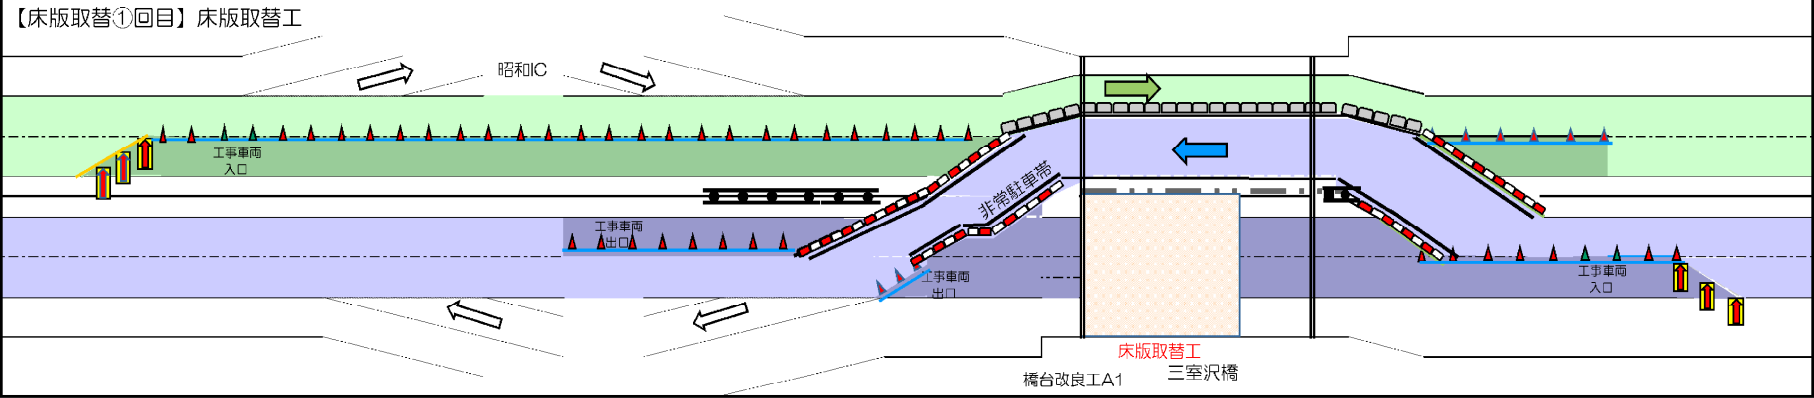 【床版取替①回目】床版取替工
昭和IC
工事車両
入口
非常駐車帯
工事車両
出口
工事車両
出口
工事車両
入口
床版取替工
三室沢橋
橋台改良工A1